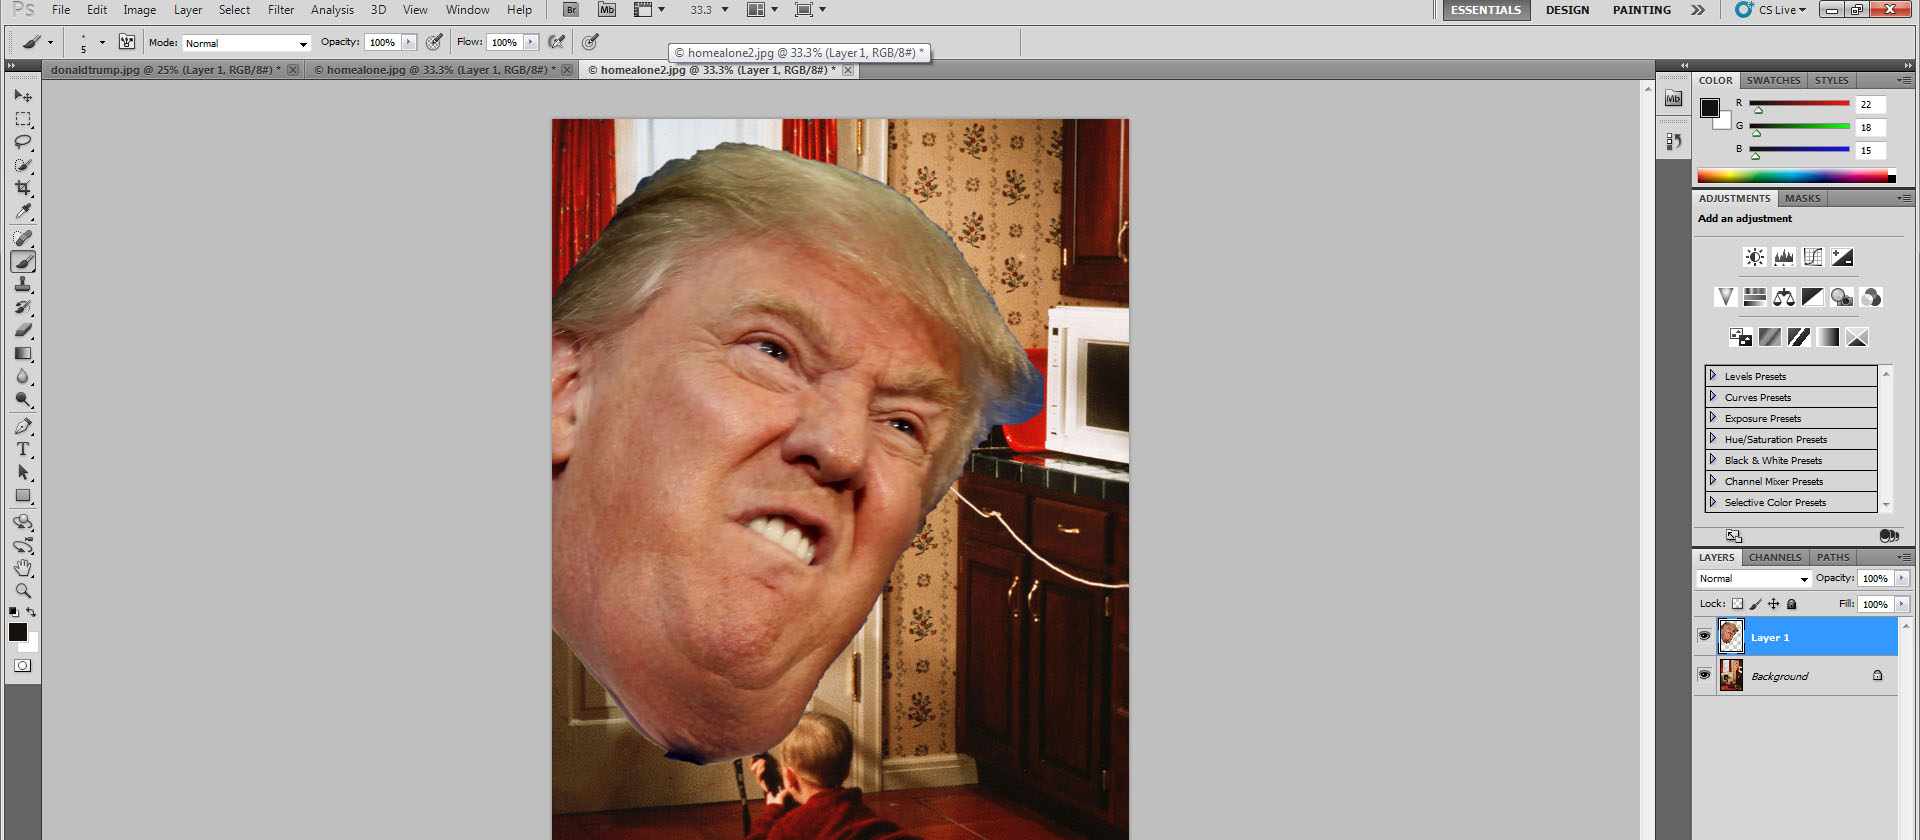 Ps File Edit Image Layer Select Filter Analysis 3D View Window Help Br Mb 33.3 ESSENTIALS DESIGN PAINTING CS Live
5 Mode: Normal Opacity: 100% Flow: 100%
© homealone2.jpg @ 33.3% (Layer 1, RGB/8#) *
donaldtrump.jpg @ 25% (Layer 1, RGB/8#) * © homealone.jpg @ 33.3% (Layer 1, RGB/8#) * © homealone2.jpg @ 33.3% (Layer 1, RGB/8#) *
COLOR SWATCHES STYLES
Mb
R 22
G 18
B 15
ADJUSTMENTS MASKS
Add an adjustment
Levels Presets
Curves Presets
Exposure Presets
Hue/Saturation Presets
Black & White Presets
Channel Mixer Presets
Selective Color Presets
LAYERS CHANNELS PATHS
Normal Opacity: 100%
Lock: Fill: 100%
Layer 1
Background
T